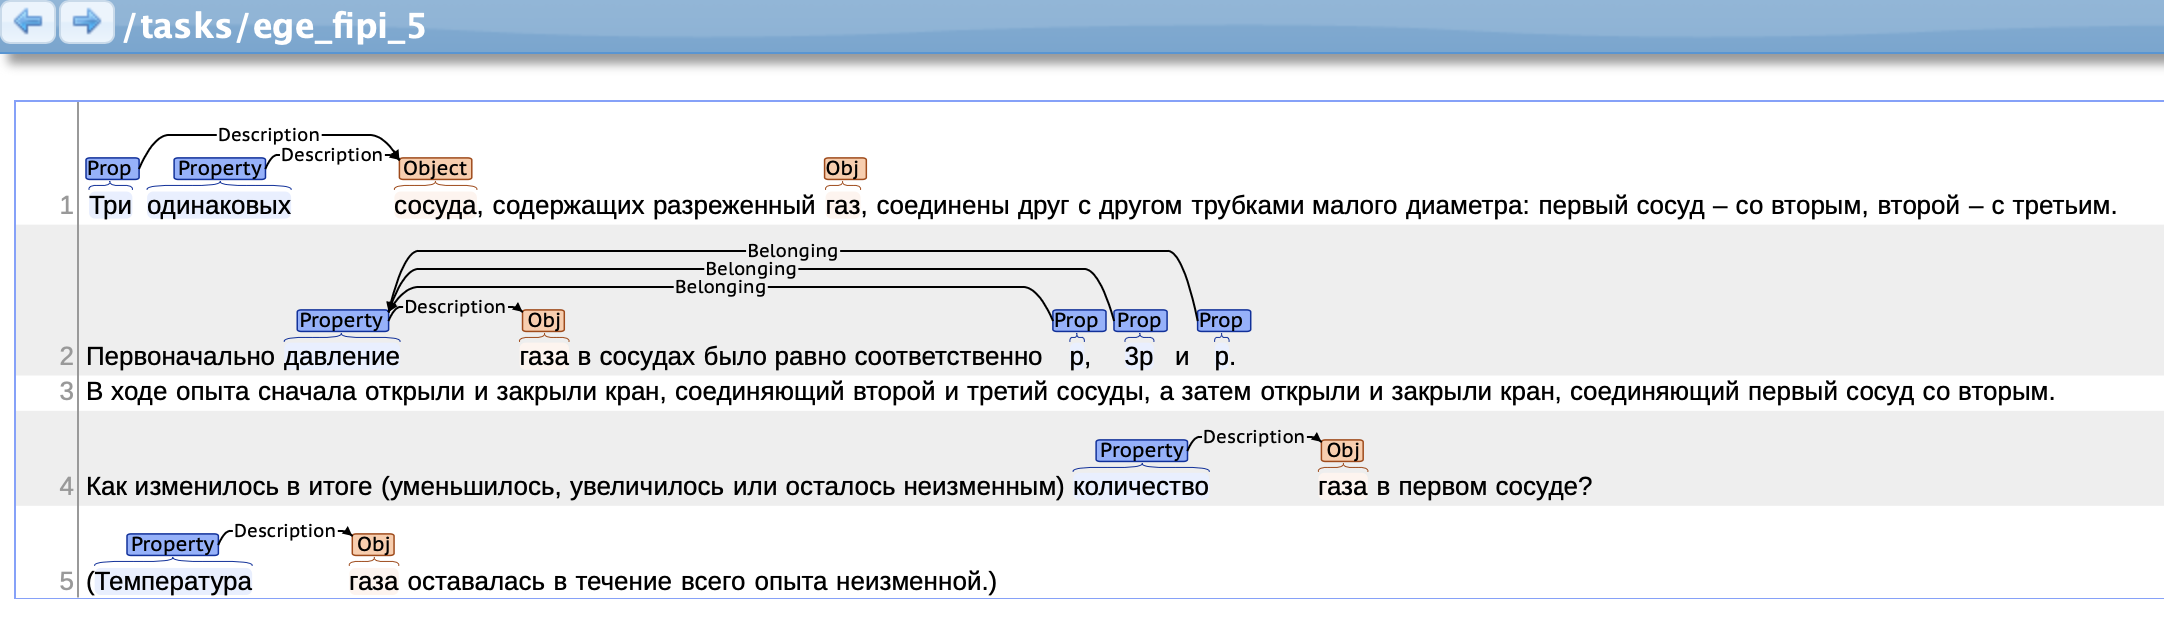 /tasks/ege_fipi_5
Description
Description
Prop Property Object Obj
1 Три одинаковых сосуда, содержащих разреженный газ, соединены друг с другом трубками малого диаметра: первый сосуд – со вторым, второй – с третьим.
Belonging
Belonging
Belonging
Description
Property Obj Prop Prop Prop
2 Первоначально давление газа в сосудах было равно соответственно р, 3р и р.
3 В ходе опыта сначала открыли и закрыли кран, соединяющий второй и третий сосуды, а затем открыли и закрыли кран, соединяющий первый сосуд со вторым.
Description
Property Obj
4 Как изменилось в итоге (уменьшилось, увеличилось или осталось неизменным) количество газа в первом сосуде?
Description
Property Obj
5 (Температура газа оставалась в течение всего опыта неизменной.)